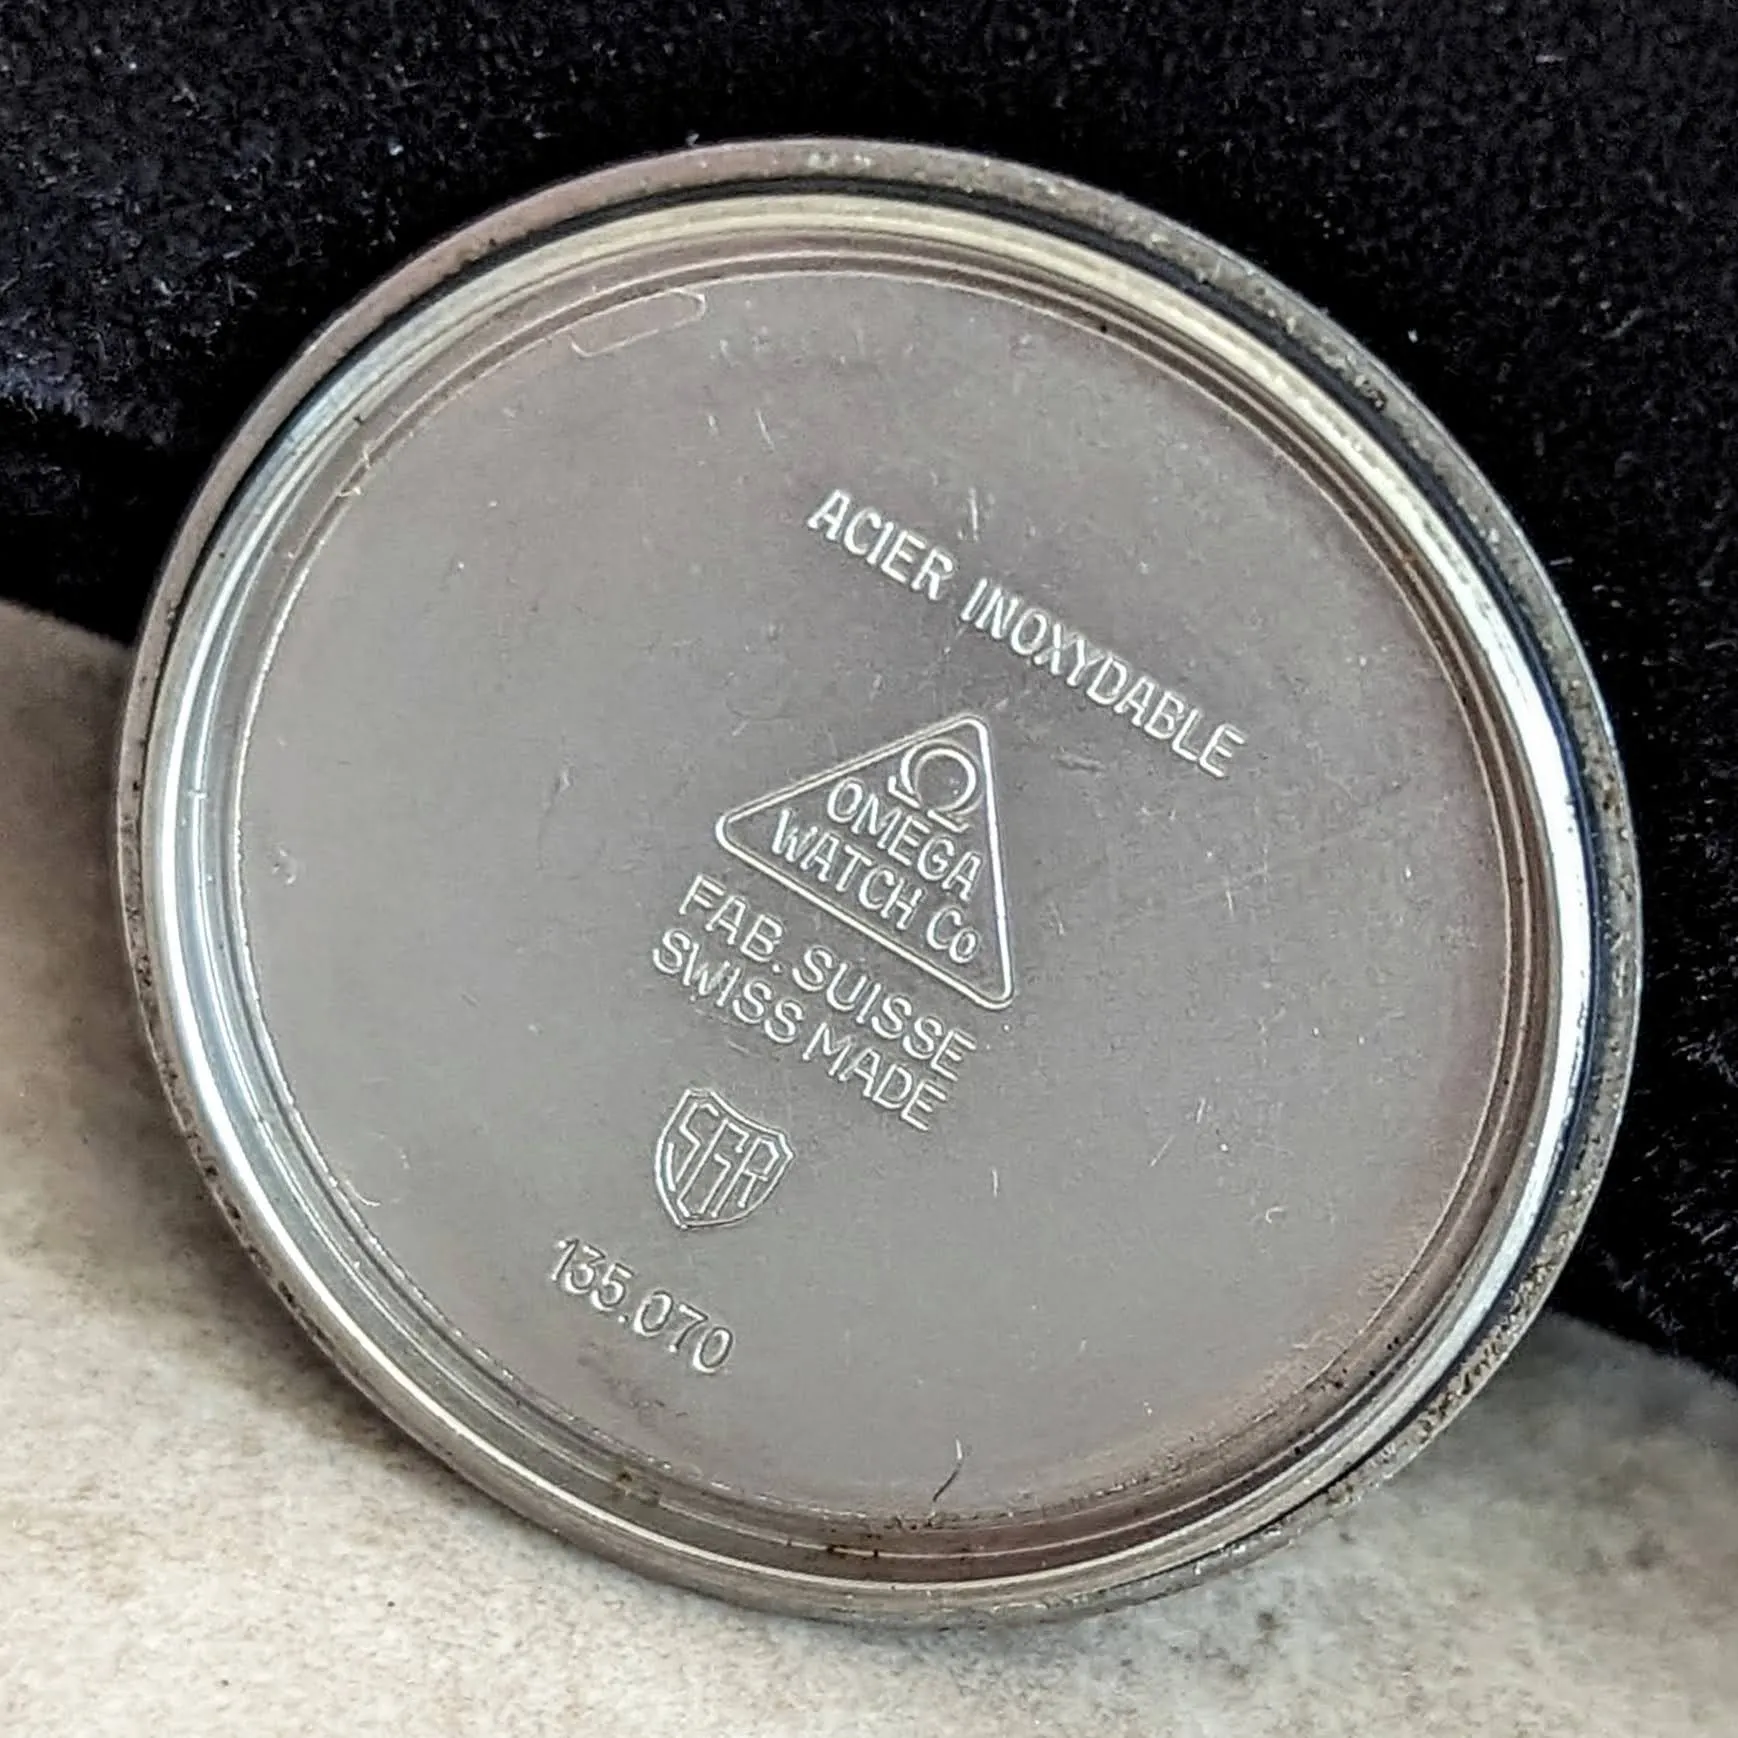 ACIER INOXYDABLE
Ω
OMEGA
WATCH Co
FAB. SUISSE
SWISS MADE
SGR
135.070